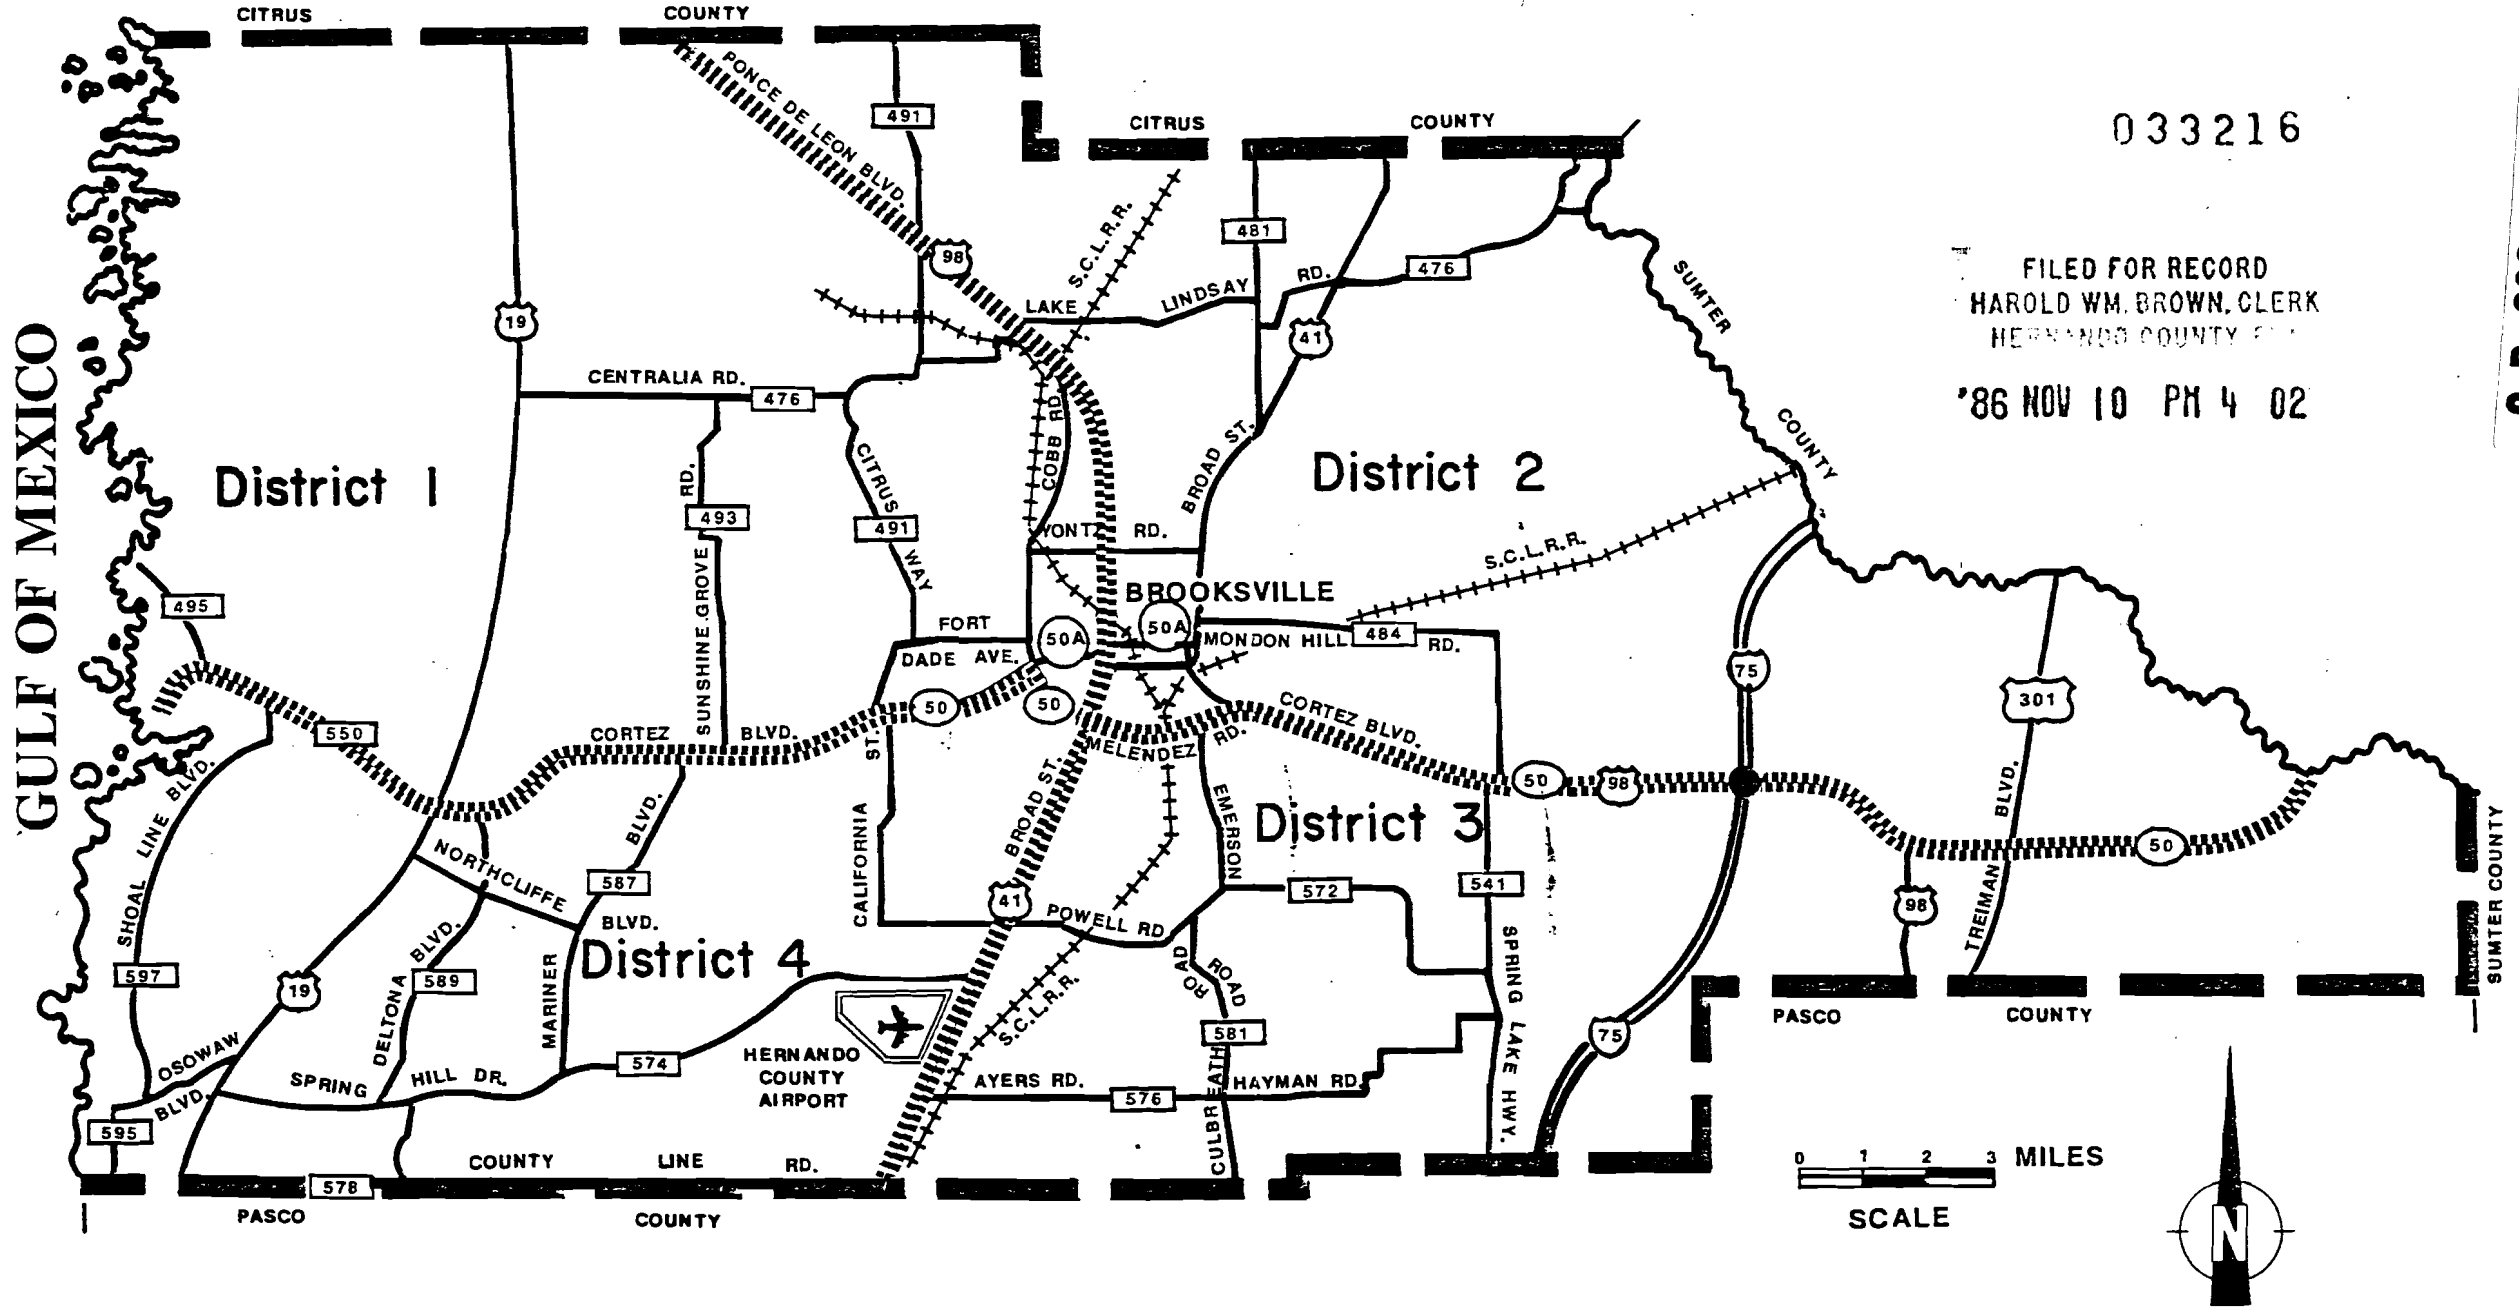 CITRUS COUNTY
CITRUS COUNTY
033216
FILED FOR RECORD
HAROLD WM. BROWN, CLERK
HERNANDO COUNTY
'86 NOV 10 PM 4 02
PONCE DE LEON BLVD.
491
98
S.C.L.R.R.
481
476
LAKE LINDSAY RD.
41
19
SUMTER COUNTY
GULF OF MEXICO
CENTRALIA RD.
476
COBB RD.
BROAD ST.
District 1
District 2
CITRUS WAY
491
SUNSHINE GROVE RD.
493
YONTZ RD.
S.C.L.R.R.
BROOKSVILLE
495
FORT
DADE AVE.
50A
50A
MONDON HILL RD.
484
75
301
550
CORTEZ BLVD.
50
50
CORTEZ BLVD.
MELENDEZ RD.
50
98
SHOAL LINE BLVD.
BLVD.
CALIFORNIA ST.
BROAD ST.
EMERSON
District 3
TREIMAN BLVD.
50
SUMTER COUNTY
NORTHCLIFFE BLVD.
587
572
541
98
41
POWELL RD
District 4
597
19
DELTONA BLVD.
589
MARINER
S.C.L.R.R.
ROAD
ROAD
SPRING LAKE HWY.
PASCO COUNTY
75
581
OSOWAW
BLVD.
SPRING HILL DR.
574
HERNANDO
COUNTY
AIRPORT
AYERS RD.
576
CULBREATH
HAYMAN RD.
595
COUNTY LINE RD.
578
PASCO COUNTY
0 1 2 3 MILES
SCALE
N